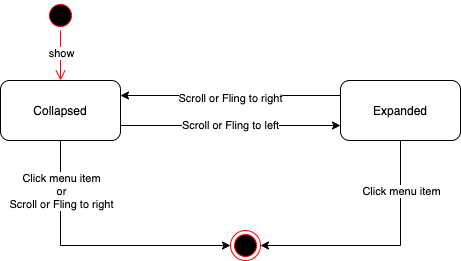 show
Collapsed
Scroll or Fling to right
Scroll or Fling to left
Expanded
Click menu item
or
Scroll or Fling to right
Click menu item